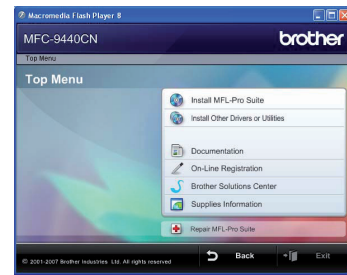 Macromedia Flash Player 8
MFC-9440CN
brother
Top Menu
Top Menu
Install MFL-Pro Suite
Install Other Drivers or Utilities
Documentation
On-Line Registration
Brother Solutions Center
Supplies Information
Repair MFL-Pro Suite
© 2001-2007 Brother Industries Ltd. All rights reserved
Back
Exit